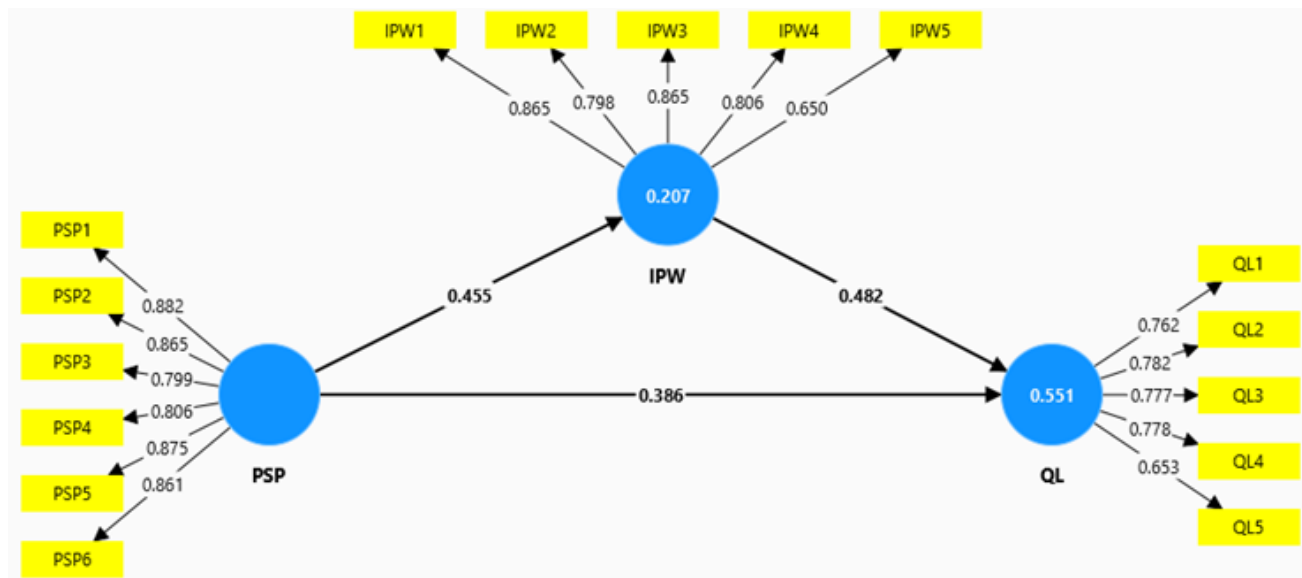 IPW1 IPW2 IPW3 IPW4 IPW5
0.865 0.798 0.865 0.806 0.650
0.207
IPW
PSP1
PSP2
PSP3
PSP4
PSP5
PSP6
0.882
0.865
0.799
0.806
0.875
0.861
PSP
0.455
0.482
0.386
0.551
QL
0.762
0.782
0.777
0.778
0.653
QL1
QL2
QL3
QL4
QL5